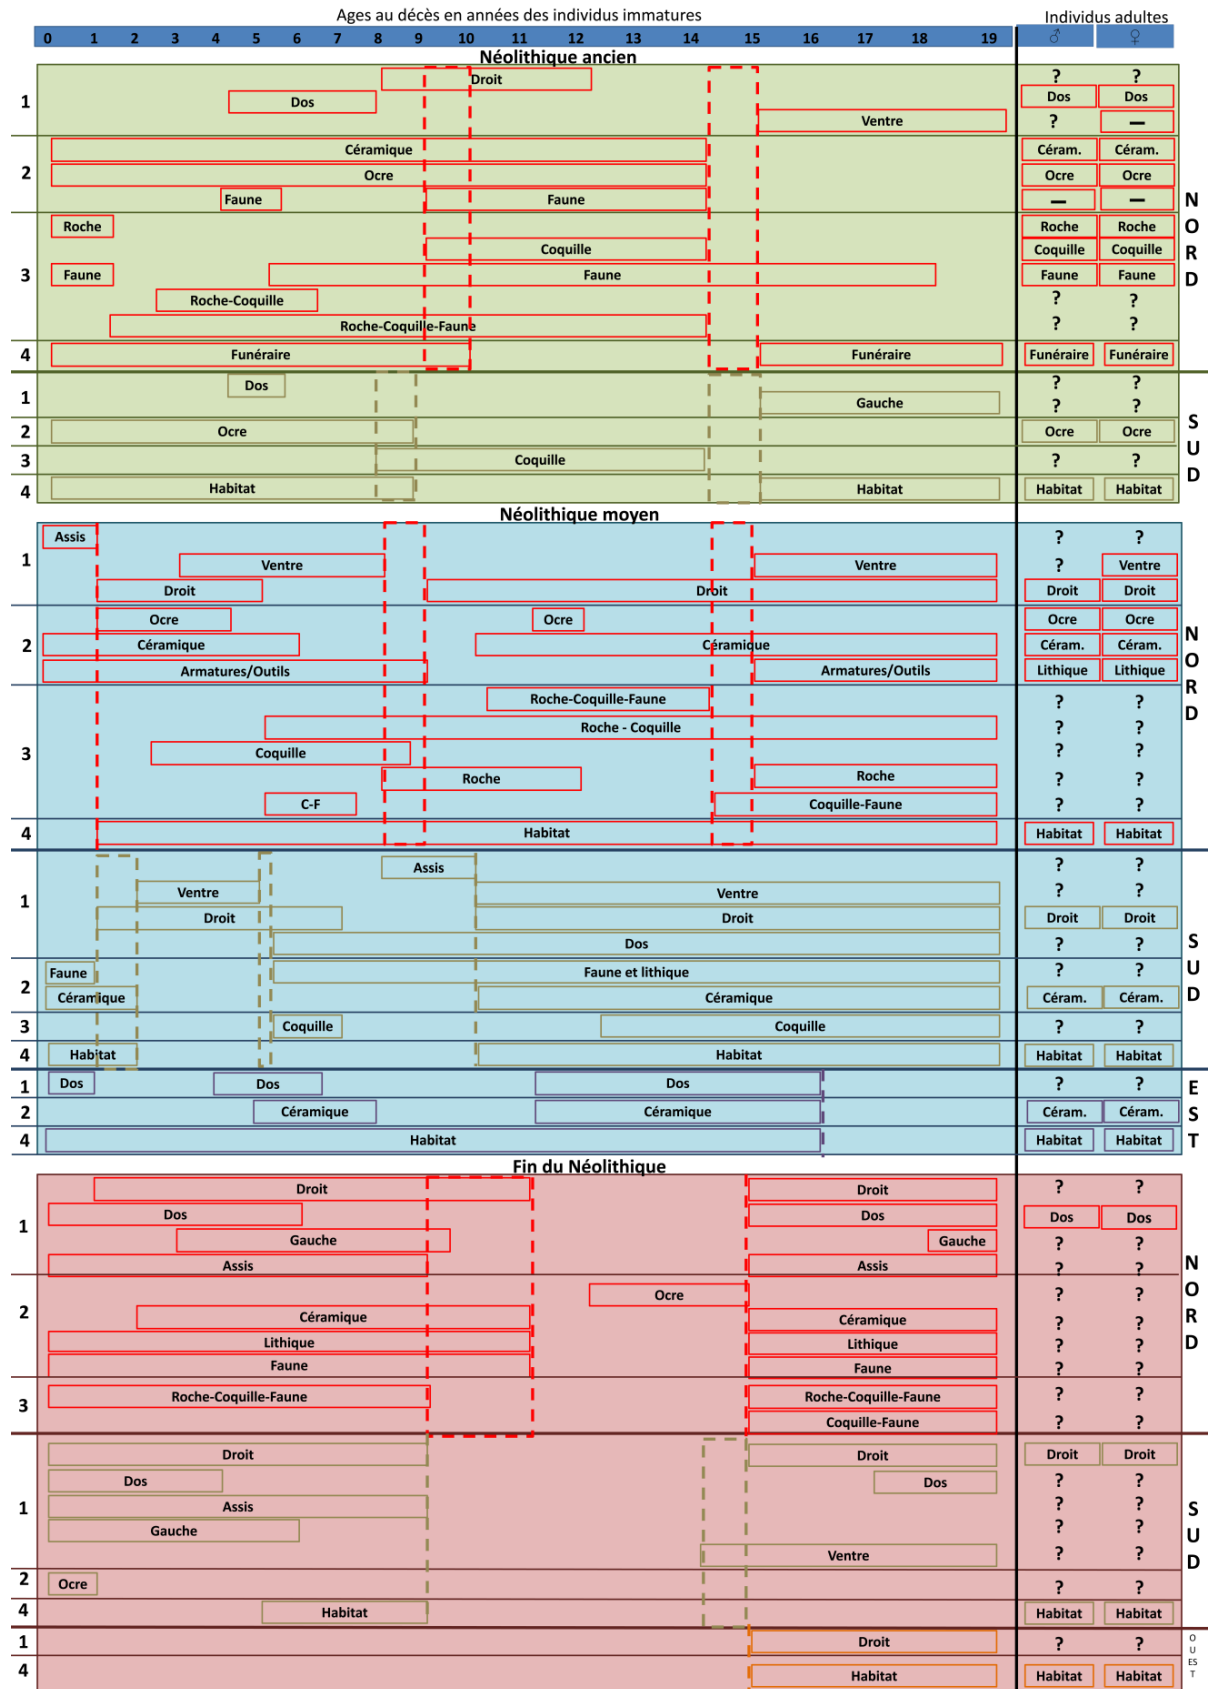 Ages au décès en années des individus immatures Individus adultes
0 1 2 3 4 5 6 7 8 9 10 11 12 13 14 15 16 17 18 19 ♂ ♀
Néolithique ancien
NORD
1
Droit ? ?
Dos Dos Dos
Ventre ? —
2
Céramique Céram. Céram.
Ocre Ocre Ocre
Faune Faune — —
3
Roche Roche Roche
Coquille Coquille Coquille
Faune Faune Faune Faune
Roche-Coquille ? ?
Roche-Coquille-Faune ? ?
4 Funéraire Funéraire Funéraire Funéraire
SUD
1
Dos ? ?
Gauche ? ?
2 Ocre Ocre Ocre
3 Coquille ? ?
4 Habitat Habitat Habitat Habitat
Néolithique moyen
NORD
1
Assis ? ?
Ventre Ventre ? Ventre
Droit Droit Droit Droit
2
Ocre Ocre Ocre Ocre
Céramique Céramique Céram. Céram.
Armatures/Outils Armatures/Outils Lithique Lithique
3
Roche-Coquille-Faune ? ?
Roche - Coquille ? ?
Coquille ? ?
Roche Roche ? ?
C-F Coquille-Faune ? ?
4 Habitat Habitat Habitat
SUD
1
Assis ? ?
Ventre Ventre ? ?
Droit Droit Droit Droit
Dos ? ?
2
Faune Faune et lithique ? ?
Céramique Céramique Céram. Céram.
3 Coquille Coquille ? ?
4 Habitat Habitat Habitat Habitat
EST
1 Dos Dos Dos ? ?
2 Céramique Céramique Céram. Céram.
4 Habitat Habitat Habitat
Fin du Néolithique
NORD
1
Droit Droit ? ?
Dos Dos Dos Dos
Gauche Gauche ? ?
Assis Assis ? ?
2
Ocre ? ?
Céramique Céramique ? ?
Lithique Lithique ? ?
Faune Faune ? ?
3
Roche-Coquille-Faune Roche-Coquille-Faune ? ?
Coquille-Faune ? ?
SUD
1
Droit Droit Droit Droit
Dos Dos ? ?
Assis ? ?
Gauche ? ?
Ventre ? ?
2 Ocre ? ?
4 Habitat Habitat Habitat
OUEST
1 Droit ? ?
4 Habitat Habitat Habitat